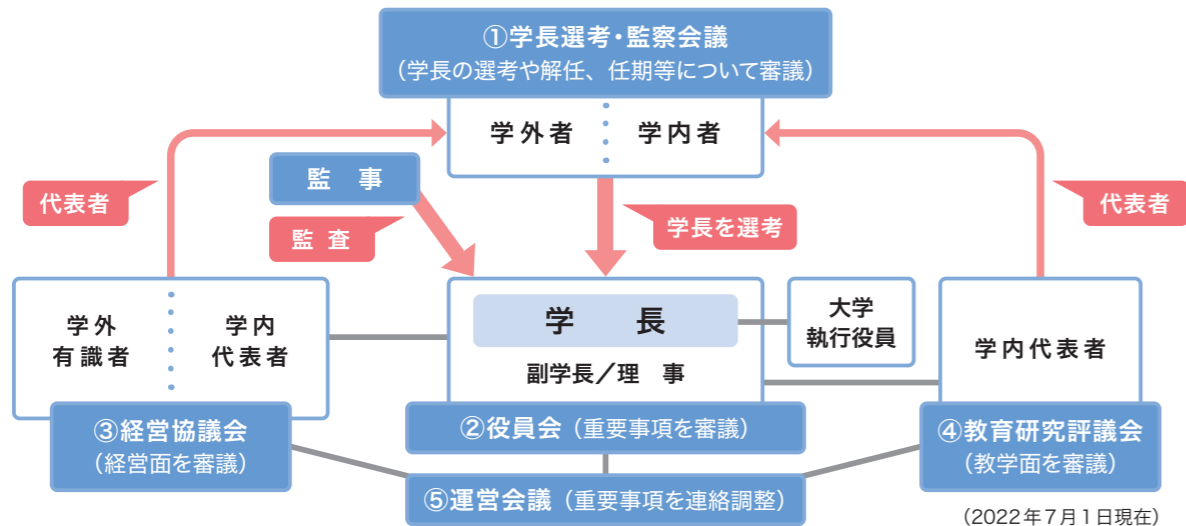 ①学長選考・監察会議
（学長の選考や解任、任期等について審議）
学外者
学内者
監　事
代表者
監 査
学長を選考
代表者
学外
有識者
学内
代表者
学　　長
副学長／理　事
大学
執行役員
学内代表者
③経営協議会
（経営面を審議）
②役員会（重要事項を審議）
④教育研究評議会
（教学面を審議）
⑤運営会議（重要事項を連絡調整）
（2022年7月1日現在）